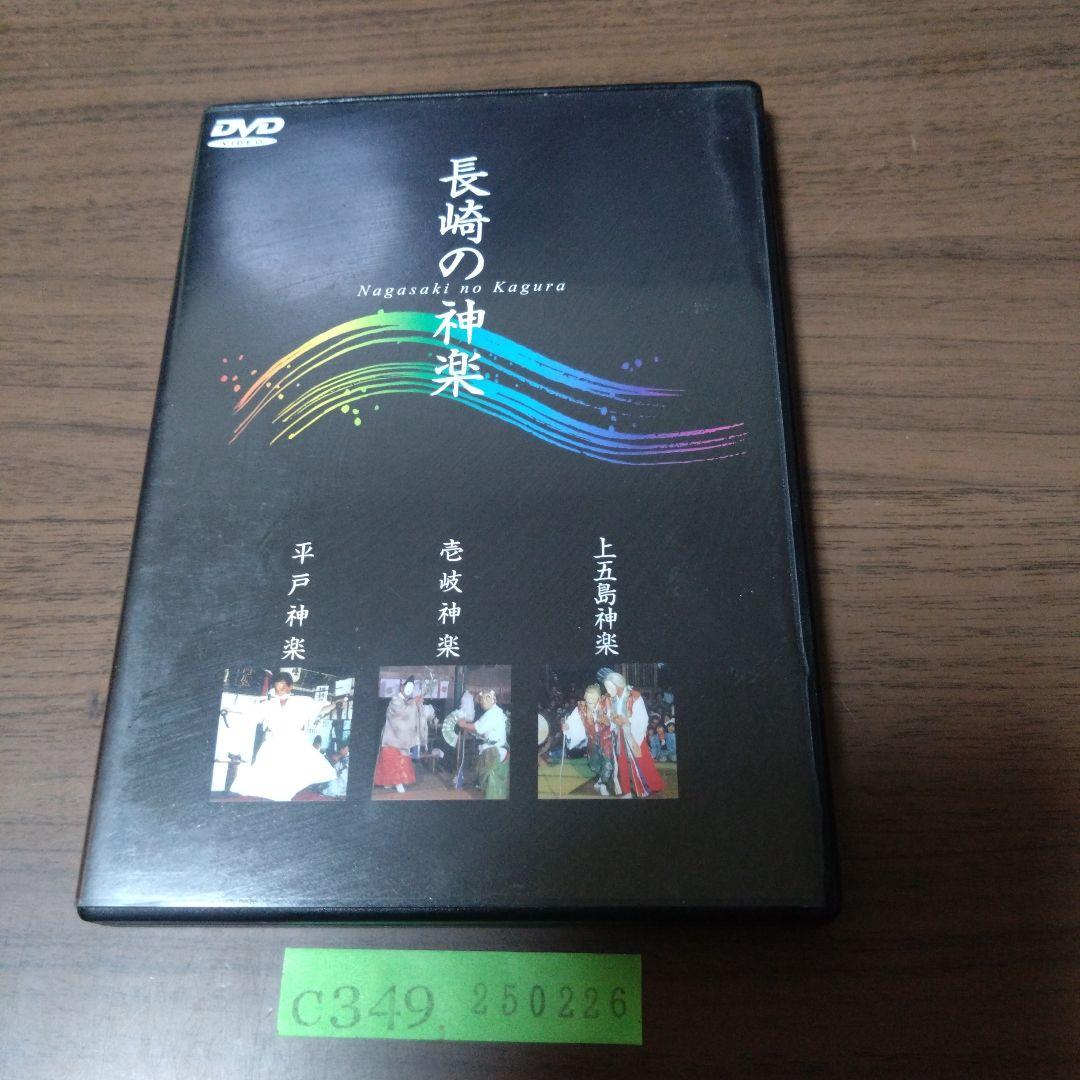 DVD
VIDEO
長崎の神楽
Nagasaki no Kagura
平戸神楽
壱岐神楽
上五島神楽
C349, 250226